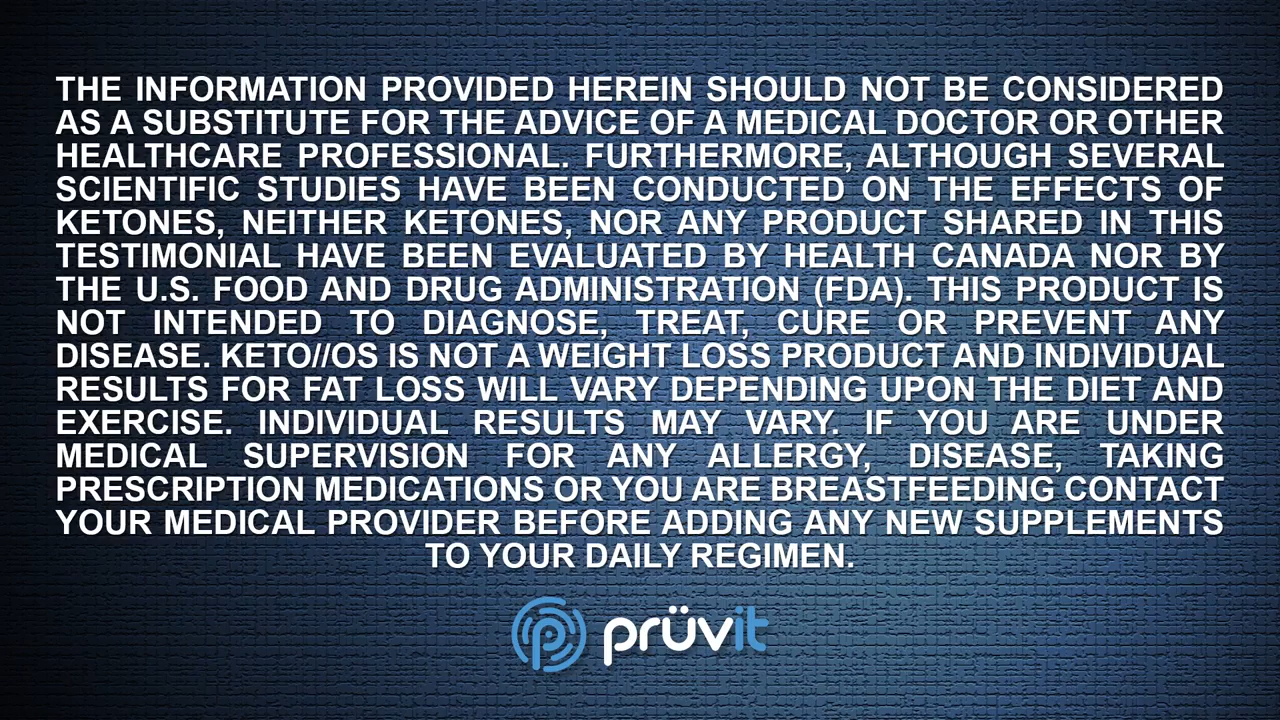 THE INFORMATION PROVIDED HEREIN SHOULD NOT BE CONSIDERED
AS A SUBSTITUTE FOR THE ADVICE OF A MEDICAL DOCTOR OR OTHER
HEALTHCARE PROFESSIONAL. FURTHERMORE, ALTHOUGH SEVERAL
SCIENTIFIC STUDIES HAVE BEEN CONDUCTED ON THE EFFECTS OF
KETONES, NEITHER KETONES, NOR ANY PRODUCT SHARED IN THIS
TESTIMONIAL HAVE BEEN EVALUATED BY HEALTH CANADA NOR BY
THE U.S. FOOD AND DRUG ADMINISTRATION (FDA). THIS PRODUCT IS
NOT INTENDED TO DIAGNOSE, TREAT, CURE OR PREVENT ANY
DISEASE. KETO//OS IS NOT A WEIGHT LOSS PRODUCT AND INDIVIDUAL
RESULTS FOR FAT LOSS WILL VARY DEPENDING UPON THE DIET AND
EXERCISE. INDIVIDUAL RESULTS MAY VARY. IF YOU ARE UNDER
MEDICAL SUPERVISION FOR ANY ALLERGY, DISEASE, TAKING
PRESCRIPTION MEDICATIONS OR YOU ARE BREASTFEEDING CONTACT
YOUR MEDICAL PROVIDER BEFORE ADDING ANY NEW SUPPLEMENTS
TO YOUR DAILY REGIMEN.
prüvit